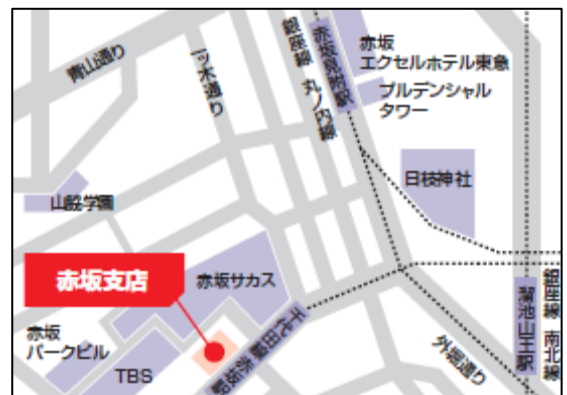 赤坂
エクセルホテル東急
プルデンシャル
タワー
青山通り
一ツ木通り
銀座線 丸ノ内線
赤坂見附駅
日枝神社
山脇学園
赤坂支店
赤坂サカス
千代田線 赤坂駅
赤坂
パークビル
TBS
外堀通り
溜池山王駅
銀座線 南北線